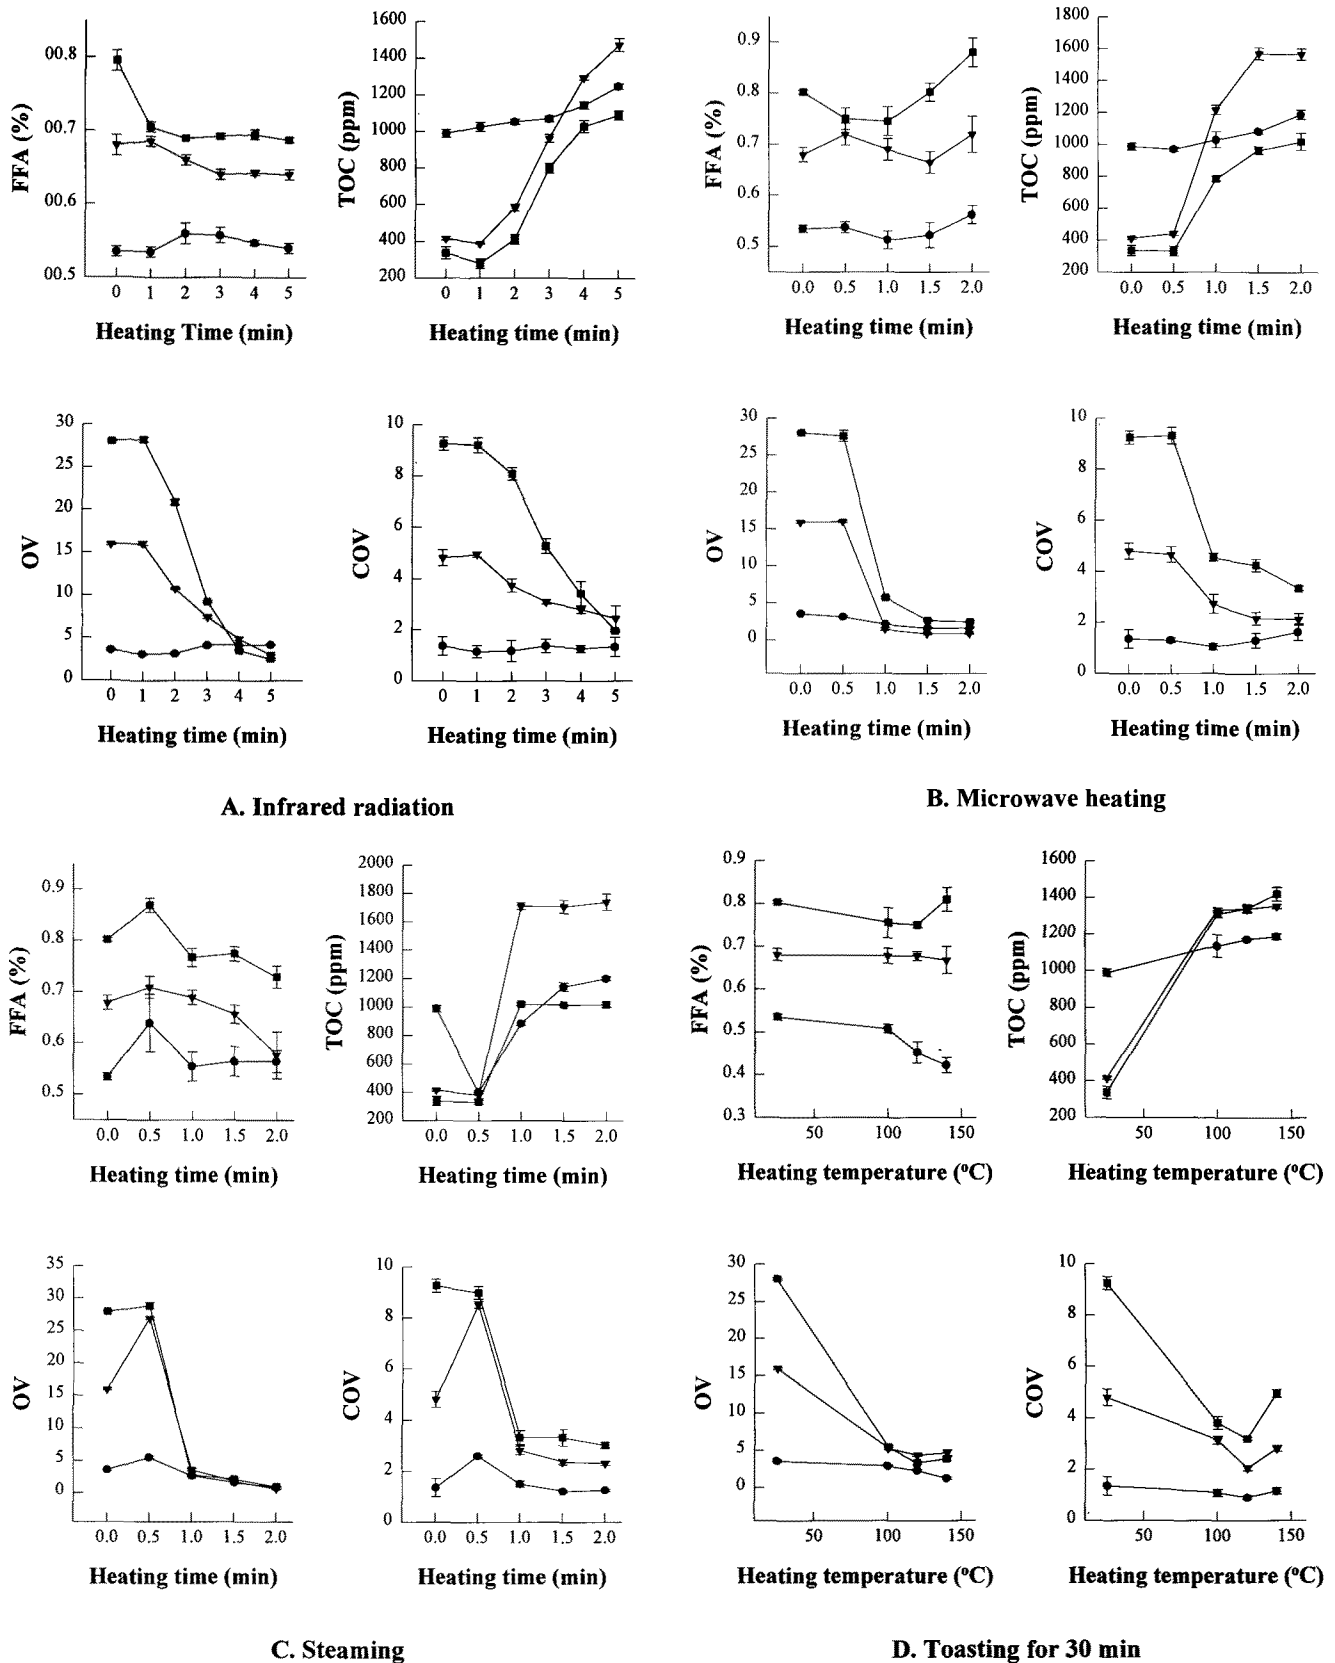 FFA (%)
00.8
00.7
00.6
00.5
0 1 2 3 4 5
Heating Time (min)
TOC (ppm)
1600
1400
1200
1000
800
600
400
200
0 1 2 3 4 5
Heating time (min)
FFA (%)
0.9
0.8
0.7
0.6
0.5
0.0 0.5 1.0 1.5 2.0
Heating time (min)
TOC (ppm)
1800
1600
1400
1200
1000
800
600
400
200
0.0 0.5 1.0 1.5 2.0
Heating time (min)
OV
30
25
20
15
10
5
0
0 1 2 3 4 5
Heating time (min)
COV
10
8
6
4
2
0
0 1 2 3 4 5
Heating time (min)
OV
30
25
20
15
10
5
0
0.0 0.5 1.0 1.5 2.0
Heating time (min)
COV
10
8
6
4
2
0
0.0 0.5 1.0 1.5 2.0
Heating time (min)
A. Infrared radiation
B. Microwave heating
FFA (%)
0.9
0.8
0.7
0.6
0.5
0.0 0.5 1.0 1.5 2.0
Heating time (min)
TOC (ppm)
2000
1800
1600
1400
1200
1000
800
600
400
200
0.0 0.5 1.0 1.5 2.0
Heating time (min)
FFA (%)
0.9
0.8
0.7
0.6
0.5
0.4
0.3
50 100 150
Heating temperature (ºC)
TOC (ppm)
1600
1400
1200
1000
800
600
400
200
50 100 150
Heating temperature (ºC)
OV
35
30
25
20
15
10
5
0
0.0 0.5 1.0 1.5 2.0
Heating time (min)
COV
10
8
6
4
2
0
0.0 0.5 1.0 1.5 2.0
Heating time (min)
OV
30
25
20
15
10
5
0
50 100 150
Heating temperature (ºC)
COV
10
8
6
4
2
0
50 100 150
Heating temperature (ºC)
C. Steaming
D. Toasting for 30 min